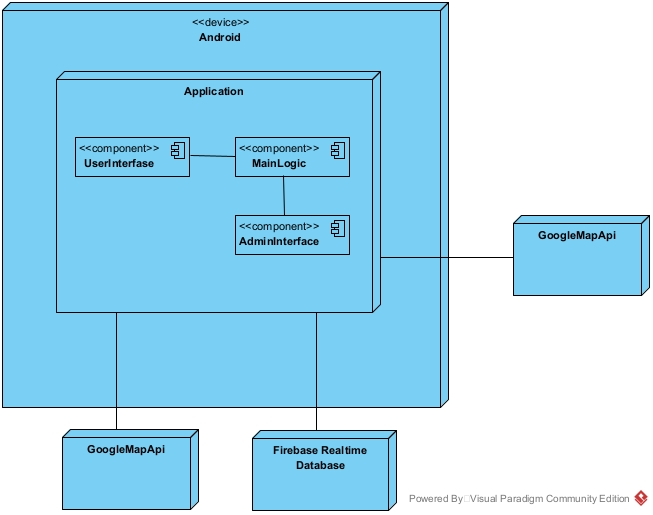 <<device>>
Android
Application
<<component>>
UserInterfase
<<component>>
MainLogic
<<component>>
AdminInterface
GoogleMapApi
GoogleMapApi
Firebase Realtime
Database
Powered By Visual Paradigm Community Edition